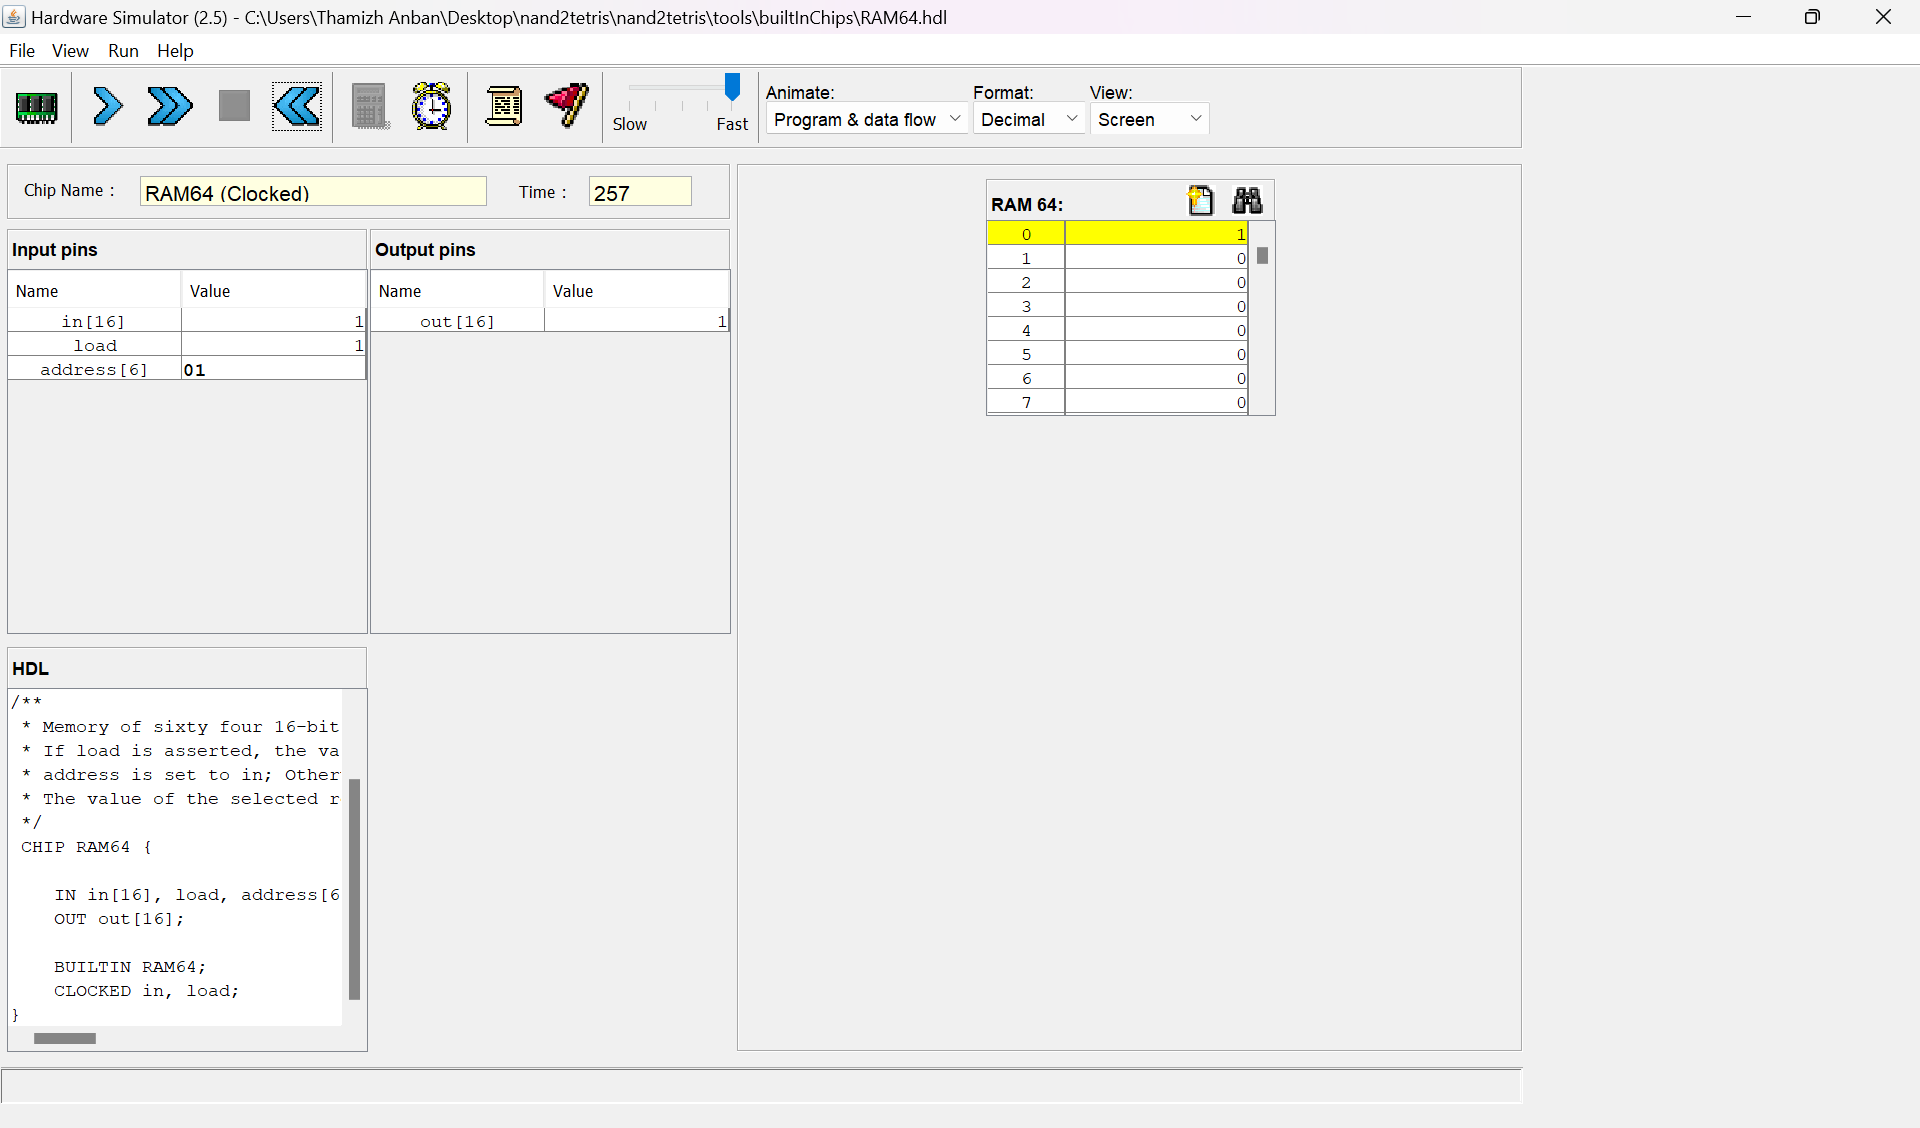 Hardware Simulator (2.5) - C:\Users\Thamizh Anban\Desktop\nand2tetris\nand2tetris\tools\builtInChips\RAM64.hdl
File View Run Help
Slow Fast
Animate: Format: View:
Program & data flow Decimal Screen
Chip Name : RAM64 (Clocked) Time : 257
Input pins
Name Value
in[16] 1
load 1
address[6] 01
Output pins
Name Value
out[16] 1
RAM 64:
0 1
1 0
2 0
3 0
4 0
5 0
6 0
7 0
HDL
/**
* Memory of sixty four 16-bit
* If load is asserted, the va
* address is set to in; Other
* The value of the selected r
*/
CHIP RAM64 {
IN in[16], load, address[6
OUT out[16];
BUILTIN RAM64;
CLOCKED in, load;
}